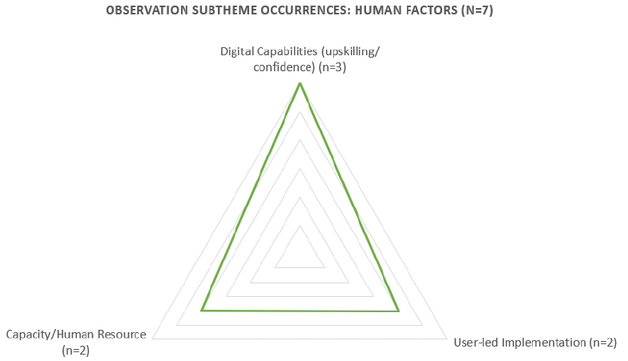 OBSERVATION SUBTHEME OCCURRENCES: HUMAN FACTORS (N=7)
Digital Capabilities (upskilling/
confidence) (n=3)
Capacity/Human Resource
(n=2)
User-led Implementation (n=2)